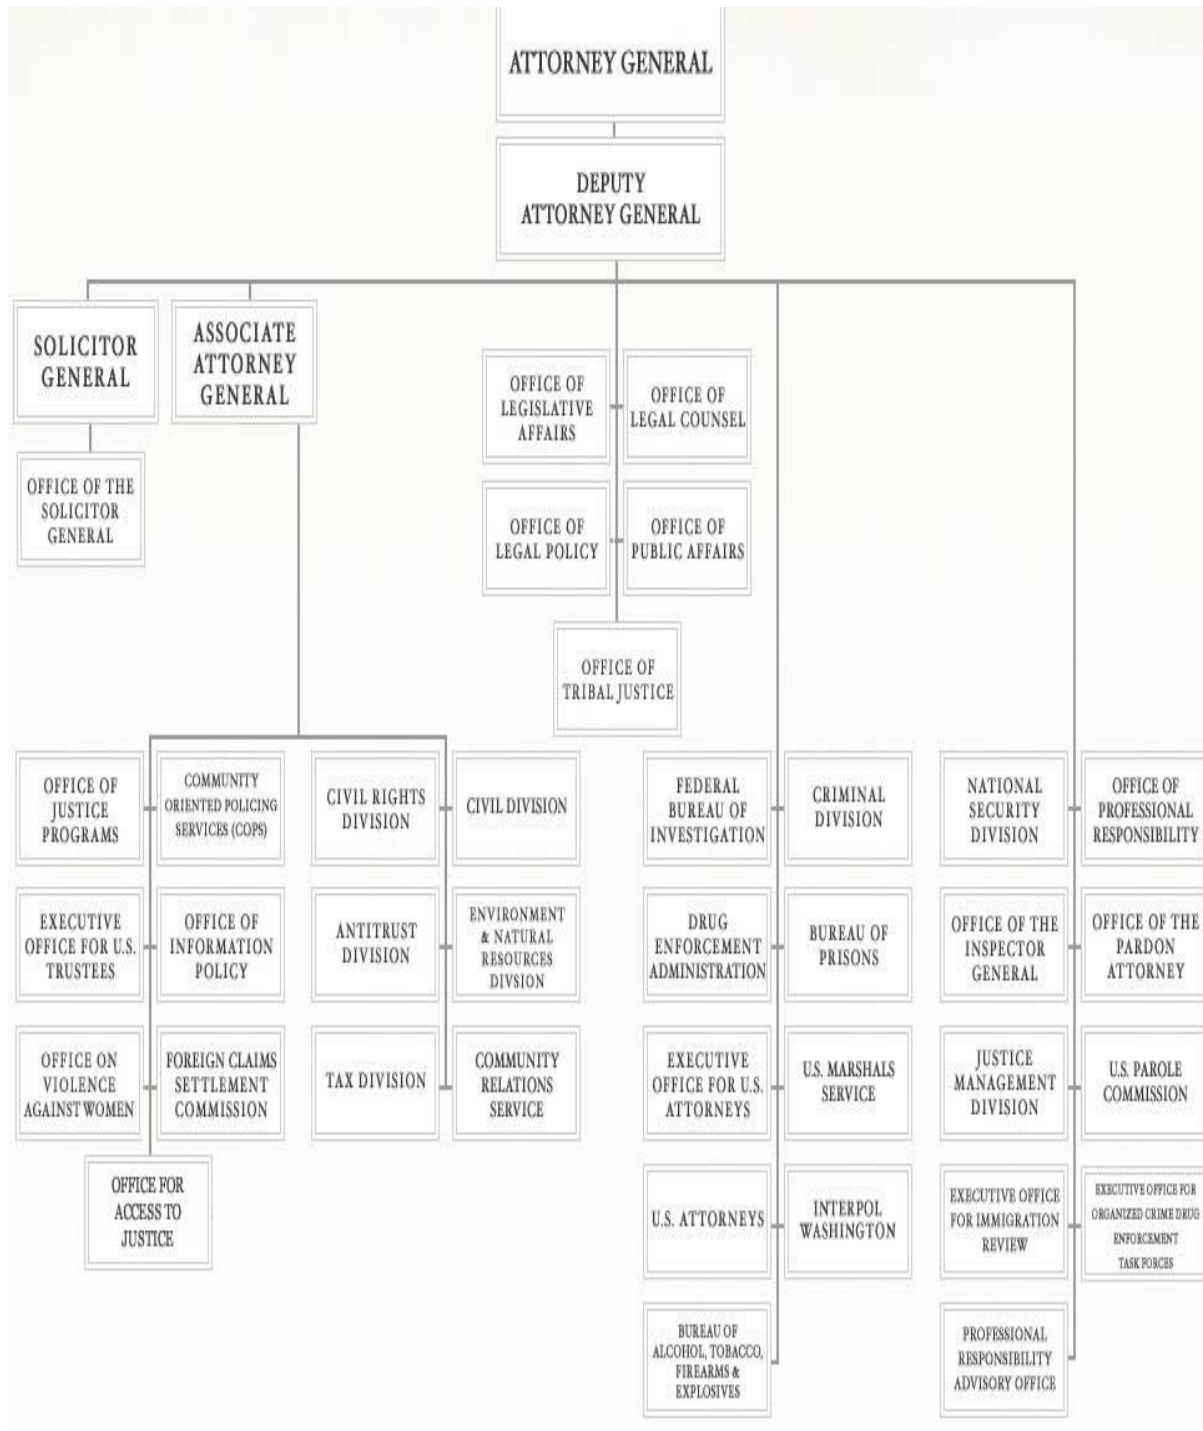 ATTORNEY GENERAL
DEPUTY
ATTORNEY GENERAL
SOLICITOR
GENERAL
ASSOCIATE
ATTORNEY
GENERAL
OFFICE OF THE
SOLICITOR
GENERAL
OFFICE OF
LEGISLATIVE
AFFAIRS
OFFICE OF
LEGAL COUNSEL
OFFICE OF
LEGAL POLICY
OFFICE OF
PUBLIC AFFAIRS
OFFICE OF
TRIBAL JUSTICE
OFFICE OF
JUSTICE
PROGRAMS
COMMUNITY
ORIENTED POLICING
SERVICES (COPS)
CIVIL RIGHTS
DIVISION
CIVIL DIVISION
FEDERAL
BUREAU OF
INVESTIGATION
CRIMINAL
DIVISION
NATIONAL
SECURITY
DIVISION
OFFICE OF
PROFESSIONAL
RESPONSIBILITY
EXECUTIVE
OFFICE FOR U.S.
TRUSTEES
OFFICE OF
INFORMATION
POLICY
ANTITRUST
DIVISION
ENVIRONMENT
& NATURAL
RESOURCES
DIVSION
DRUG
ENFORCEMENT
ADMINISTRATION
BUREAU OF
PRISONS
OFFICE OF THE
INSPECTOR
GENERAL
OFFICE OF THE
PARDON
ATTORNEY
OFFICE ON
VIOLENCE
AGAINST WOMEN
FOREIGN CLAIMS
SETTLEMENT
COMMISSION
TAX DIVISION
COMMUNITY
RELATIONS
SERVICE
EXECUTIVE
OFFICE FOR U.S.
ATTORNEYS
U.S. MARSHALS
SERVICE
JUSTICE
MANAGEMENT
DIVISION
U.S. PAROLE
COMMISSION
OFFICE FOR
ACCESS TO
JUSTICE
U.S. ATTORNEYS
INTERPOL
WASHINGTON
EXECUTIVE OFFICE
FOR IMMIGRATION
REVIEW
EXECUTIVE OFFICE FOR
ORGANIZED CRIME DRUG
ENFORCEMENT
TASK FORCES
BUREAU OF
ALCOHOL, TOBACCO,
FIREARMS &
EXPLOSIVES
PROFESSIONAL
RESPONSIBILITY
ADVISORY OFFICE